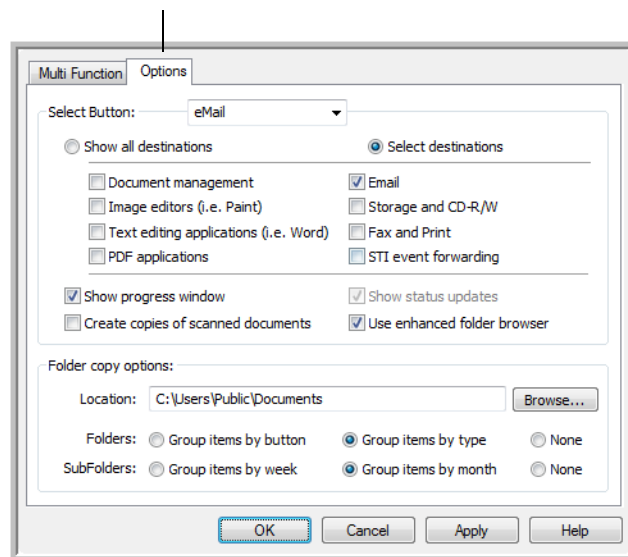 Multi Function Options
Select Button: eMail
Show all destinations Select destinations
Document management Email
Image editors (i.e. Paint) Storage and CD-R/W
Text editing applications (i.e. Word) Fax and Print
PDF applications STI event forwarding
Show progress window Show status updates
Create copies of scanned documents Use enhanced folder browser
Folder copy options:
Location: C:\Users\Public\Documents Browse...
Folders: Group items by button Group items by type None
SubFolders: Group items by week Group items by month None
OK Cancel Apply Help